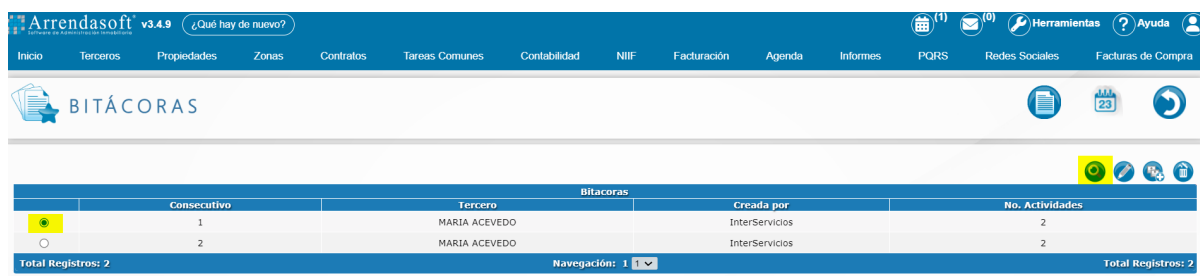 Arrendasoft® v3.4.9 ¿Qué hay de nuevo? (1) (0) Herramientas ? Ayuda
Software de Administración Inmobiliaria
Inicio Terceros Propiedades Zonas Contratos Tareas Comunes Contabilidad NIIF Facturación Agenda Informes PQRS Redes Sociales Facturas de Compra
BITÁCORAS 23
Bitacoras
Consecutivo Tercero Creada por No. Actividades
1 MARIA ACEVEDO InterServicios 2
2 MARIA ACEVEDO InterServicios 2
Total Registros: 2 Navegación: 1 1 Total Registros: 2